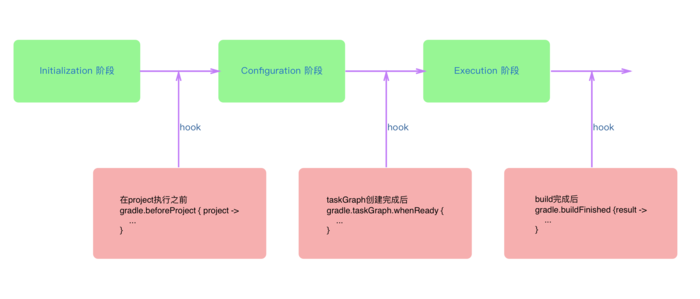 Initialization 阶段
Configuration 阶段
Execution 阶段
hook
hook
hook
在project执行之前
gradle.beforeProject { project ->
...
}
taskGraph创建完成后
gradle.taskGraph.whenReady {
...
}
build完成后
gradle.buildFinished {result ->
...
}